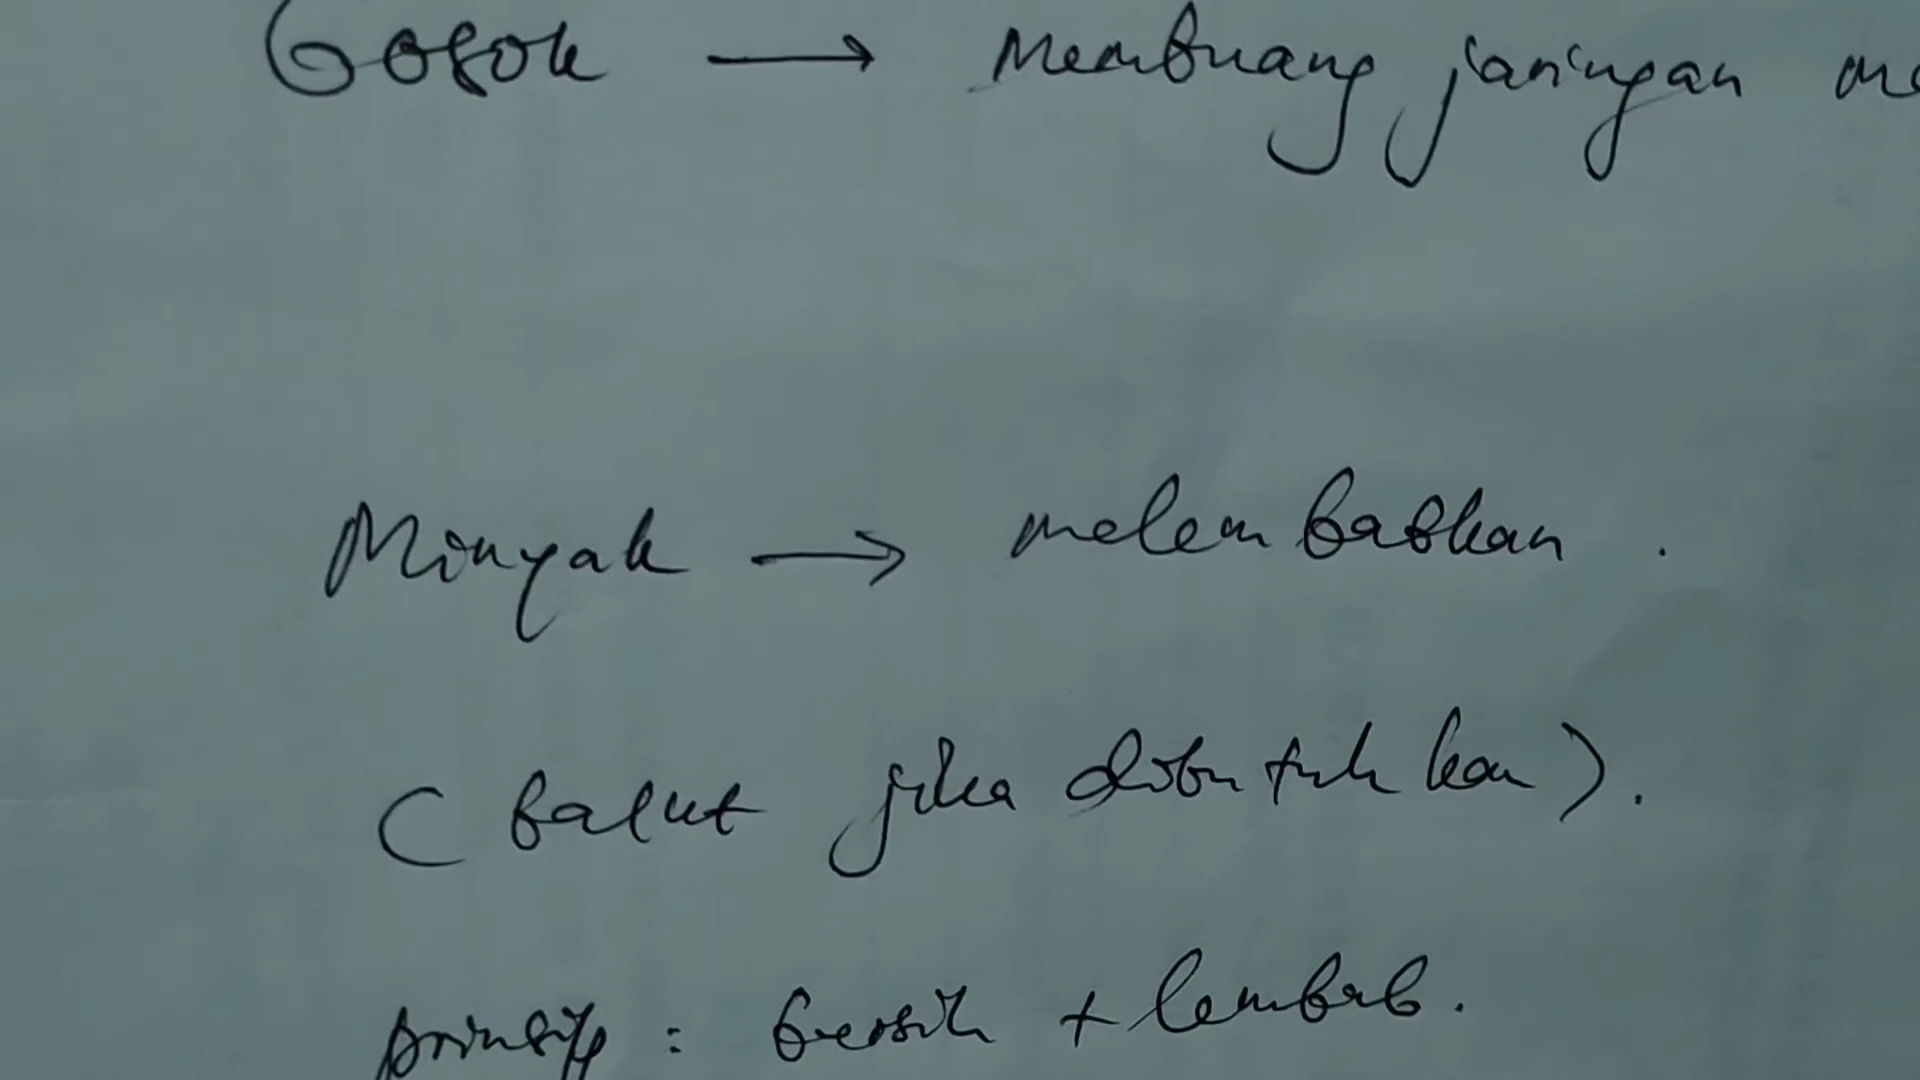 Gosok → Membuang jaringan
Minyak → melembabkan .
( balut jika dibutuhkan ) .
prinsip : bersih + lembab .